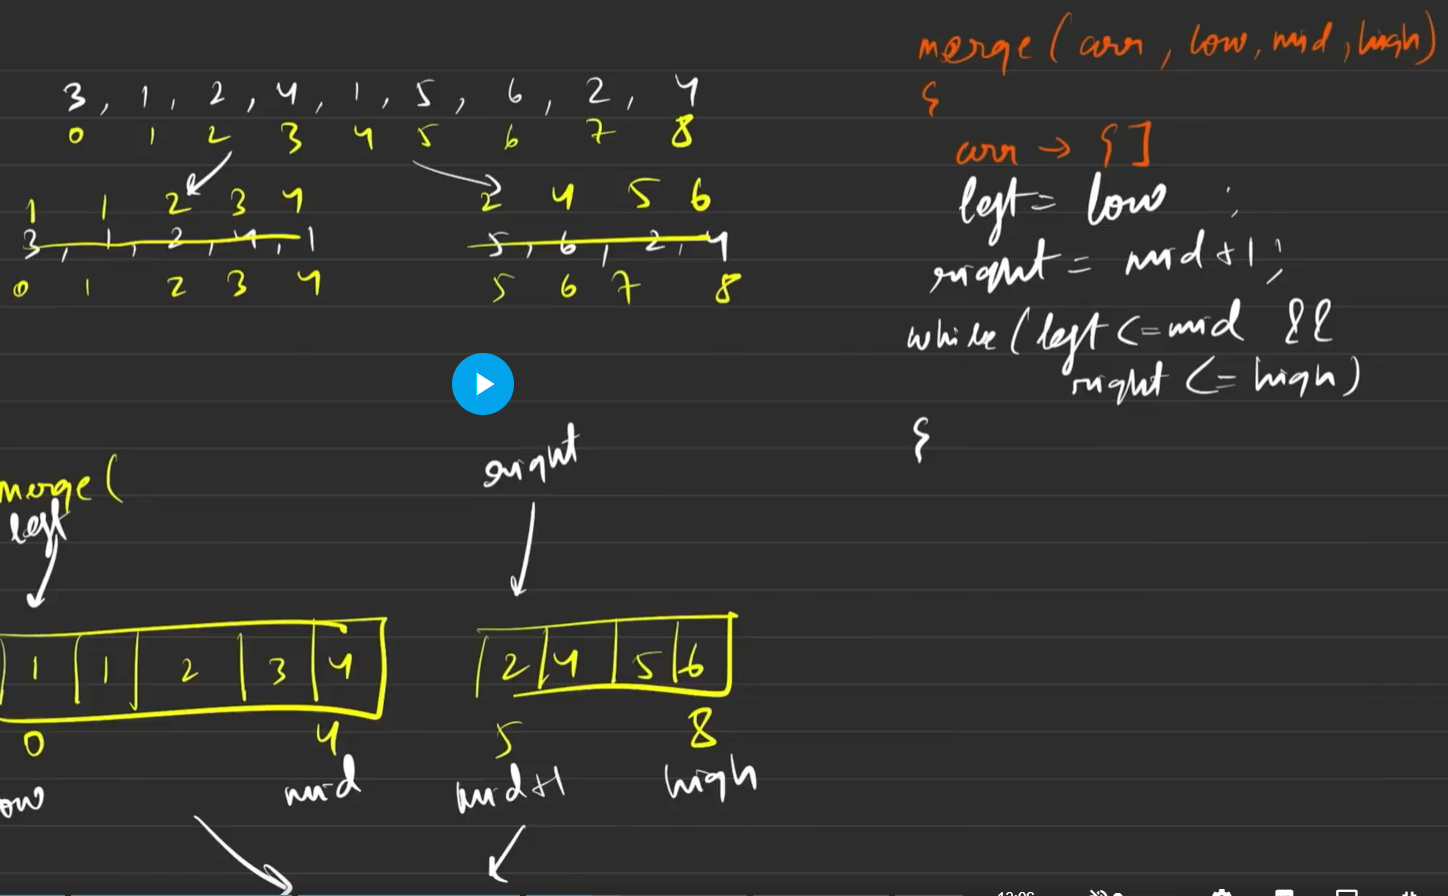 3, 1, 2, 4, 1, 5, 6, 2, 4
0 1 2 3 4 5 6 7 8
1 1 2 3 4
2 4 5 6
3, 1, 2, 4, 1
5, 6, 2, 4
0 1 2 3 4
5 6 7 8
merge(
left
right
1 1 2 3 4
2 4 5 6
0 4
5 8
low mid
mid+1 high
merge(arr, low, mid, high)
{
arr → []
left = low ;
right = mid+1;
while (left <= mid &&
right <= high)
{